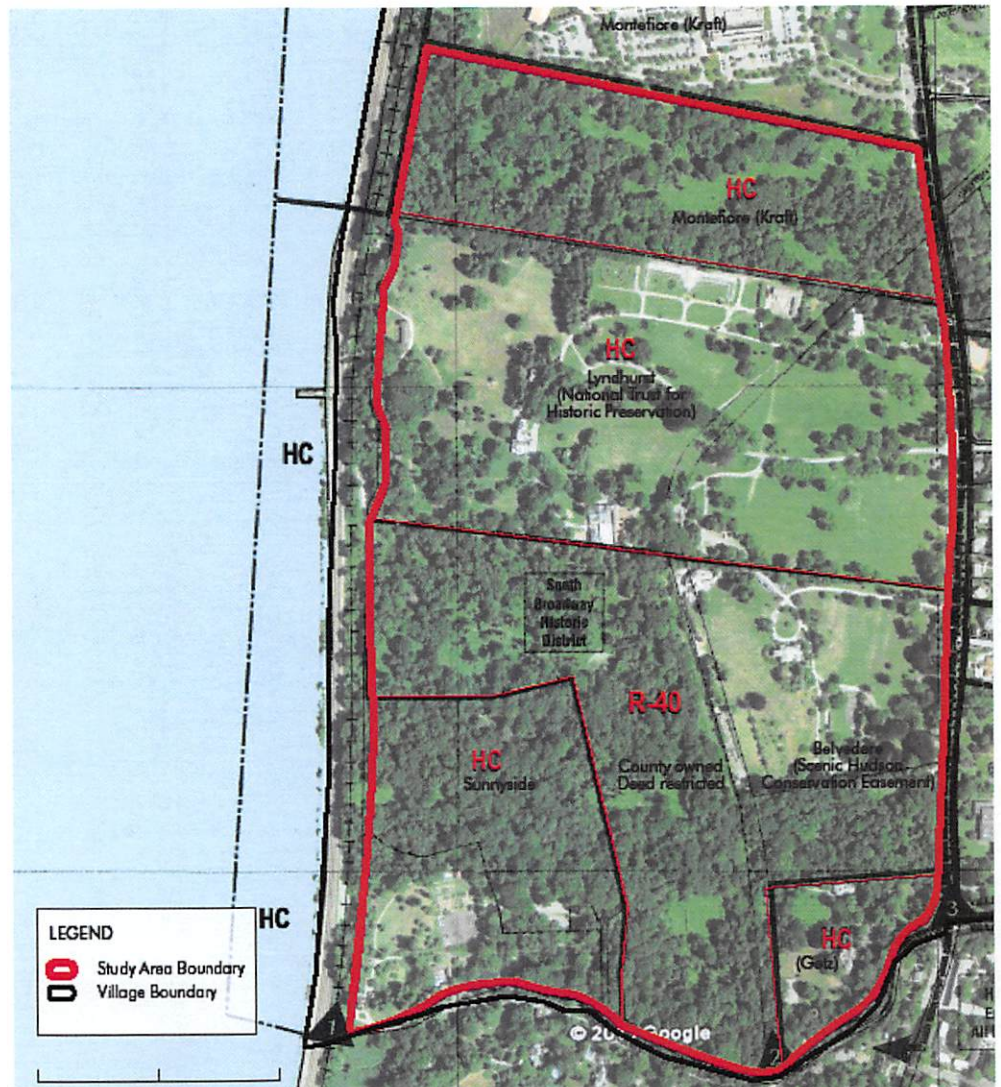 Montefiore (Kraft)
HC
Montefiore (Kraft)
HC
Lyndhurst
(National Trust for
Historic Preservation)
HC
South
Broadway
Historic
District
R-40
HC
Sunnyside
County owned
Deed restricted
Belvedere
(Scenic Hudson
Conservation Easement)
HC
HC
(Gotz)
3
LEGEND
Study Area Boundary
Village Boundary
1
2
Google